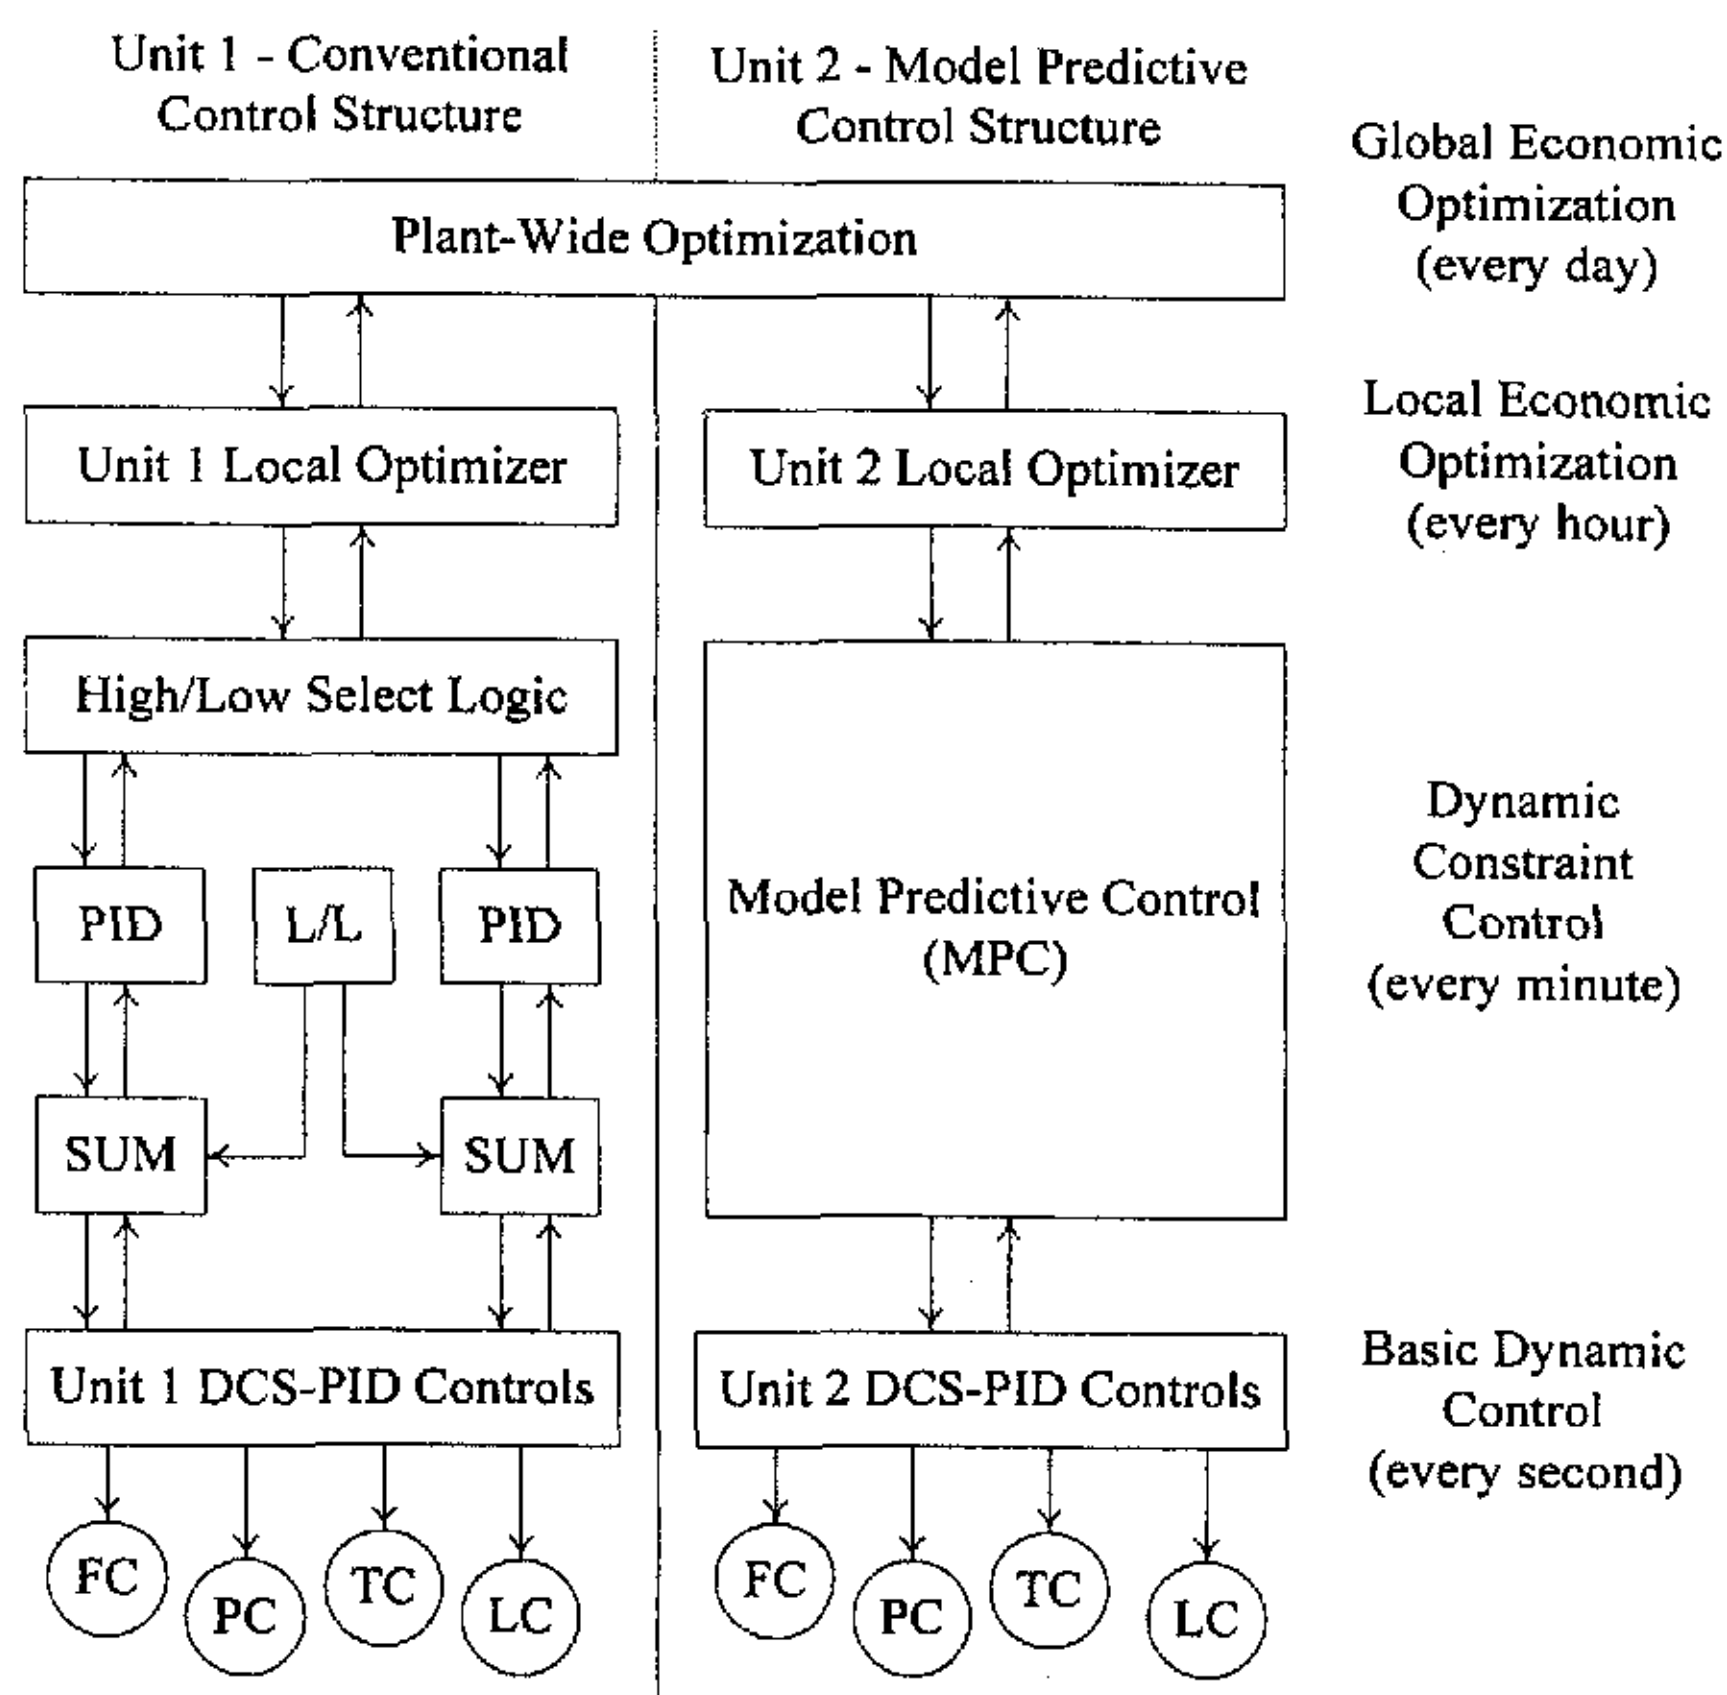 Unit 1 - Conventional
Control Structure
Unit 2 - Model Predictive
Control Structure
Global Economic
Optimization
(every day)
Plant-Wide Optimization
Local Economic
Optimization
(every hour)
Unit 1 Local Optimizer
Unit 2 Local Optimizer
High/Low Select Logic
PID
L/L
PID
SUM
SUM
Model Predictive Control
(MPC)
Dynamic
Constraint
Control
(every minute)
Unit 1 DCS-PID Controls
Unit 2 DCS-PID Controls
Basic Dynamic
Control
(every second)
FC
PC
TC
LC
FC
PC
TC
LC